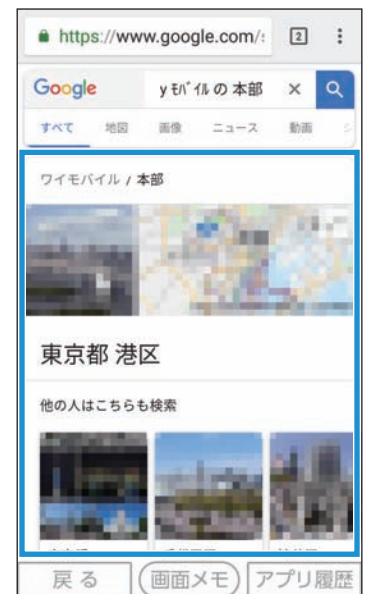 https://www.google.com/s
2
Google
y ﾓﾊﾞｲﾙ の 本部
すべて 地図 画像 ニュース 動画
ワイモバイル / 本部
東京都 港区
他の人はこちらも検索
戻る 画面メモ アプリ履歴